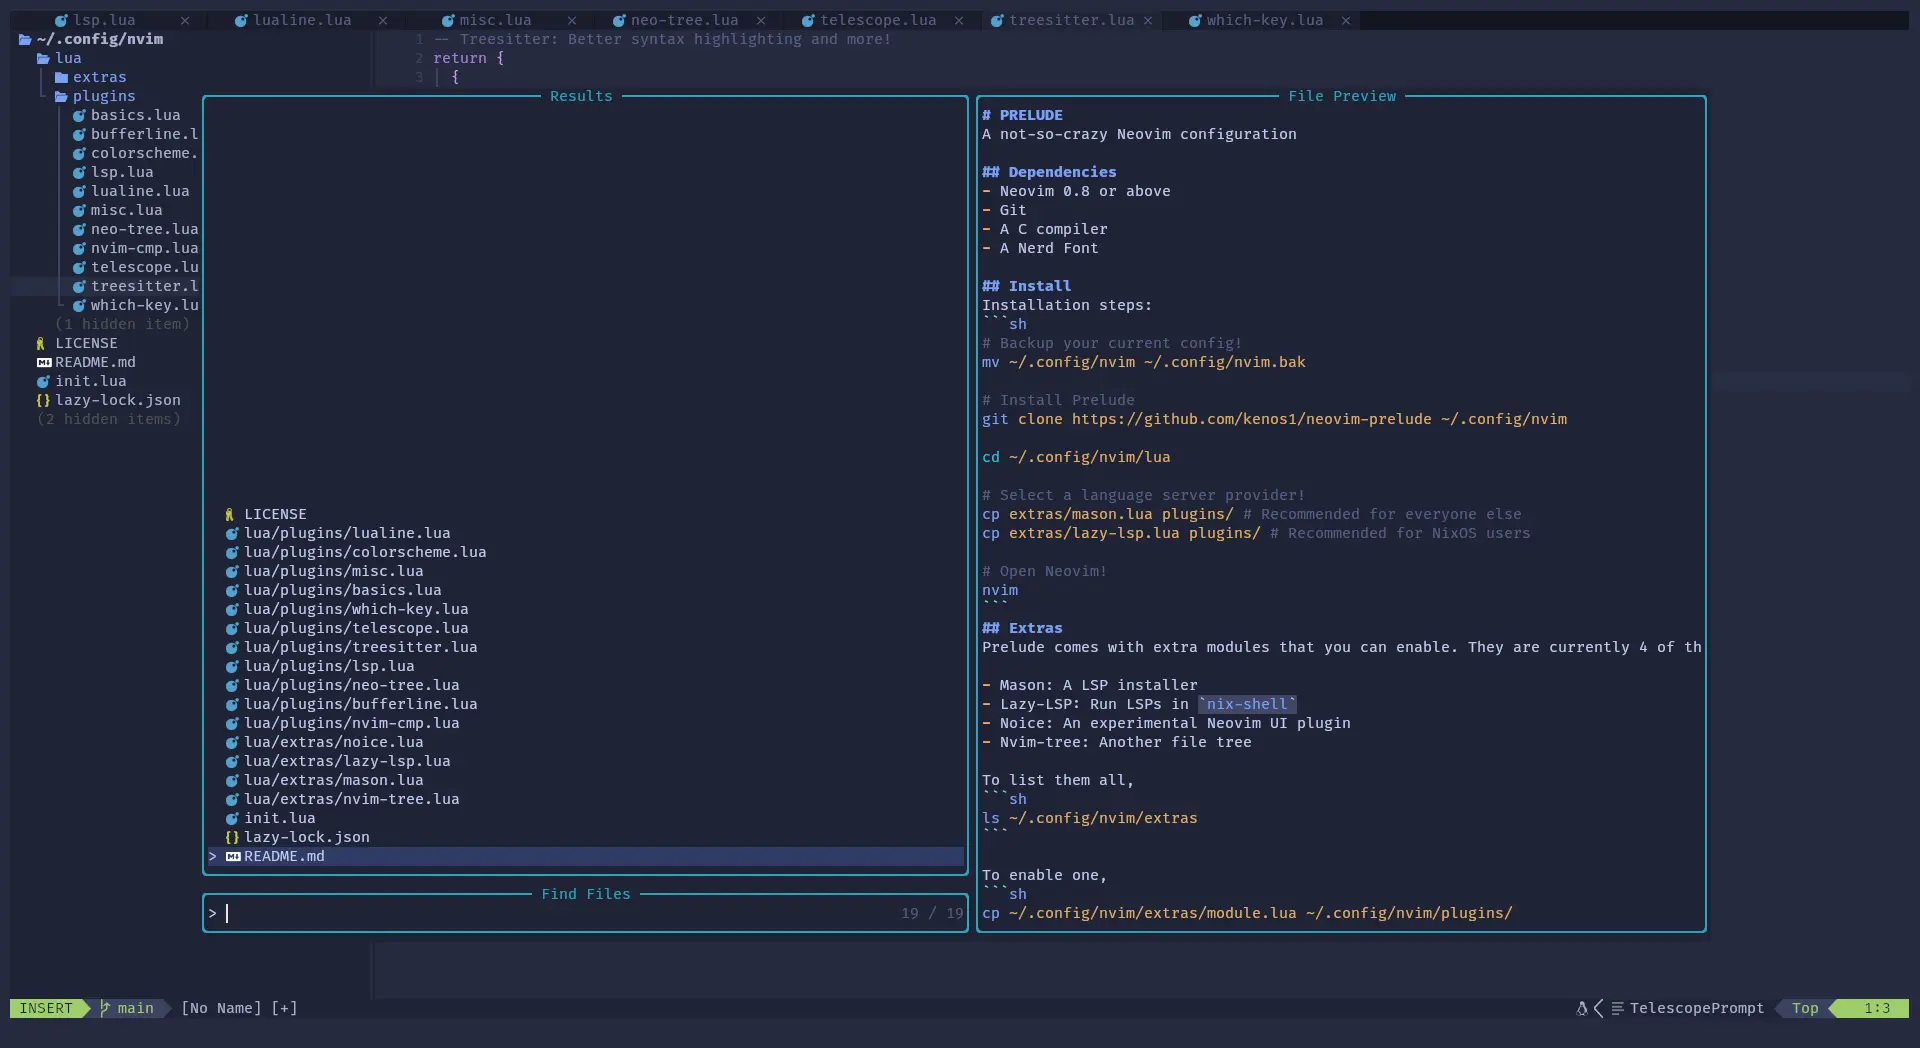 lsp.lua × lualine.lua × misc.lua × neo-tree.lua × telescope.lua × treesitter.lua × which-key.lua ×
~/.config/nvim
lua
extras
plugins
basics.lua
bufferline.l
colorscheme.
lsp.lua
lualine.lua
misc.lua
neo-tree.lua
nvim-cmp.lua
telescope.lu
treesitter.l
which-key.lu
(1 hidden item)
LICENSE
README.md
init.lua
{} lazy-lock.json
(2 hidden items)
1 -- Treesitter: Better syntax highlighting and more!
2 return {
3 {
Results
LICENSE
lua/plugins/lualine.lua
lua/plugins/colorscheme.lua
lua/plugins/misc.lua
lua/plugins/basics.lua
lua/plugins/which-key.lua
lua/plugins/telescope.lua
lua/plugins/treesitter.lua
lua/plugins/lsp.lua
lua/plugins/neo-tree.lua
lua/plugins/bufferline.lua
lua/plugins/nvim-cmp.lua
lua/extras/noice.lua
lua/extras/lazy-lsp.lua
lua/extras/mason.lua
lua/extras/nvim-tree.lua
init.lua
{} lazy-lock.json
> README.md
Find Files
> 19 / 19
File Preview
# PRELUDE
A not-so-crazy Neovim configuration
## Dependencies
- Neovim 0.8 or above
- Git
- A C compiler
- A Nerd Font
## Install
Installation steps:
```sh
# Backup your current config!
mv ~/.config/nvim ~/.config/nvim.bak
# Install Prelude
git clone https://github.com/kenos1/neovim-prelude ~/.config/nvim
cd ~/.config/nvim/lua
# Select a language server provider!
cp extras/mason.lua plugins/ # Recommended for everyone else
cp extras/lazy-lsp.lua plugins/ # Recommended for NixOS users
# Open Neovim!
nvim
```
## Extras
Prelude comes with extra modules that you can enable. They are currently 4 of th
- Mason: A LSP installer
- Lazy-LSP: Run LSPs in `nix-shell`
- Noice: An experimental Neovim UI plugin
- Nvim-tree: Another file tree
To list them all,
```sh
ls ~/.config/nvim/extras
```
To enable one,
```sh
cp ~/.config/nvim/extras/module.lua ~/.config/nvim/plugins/
INSERT main [No Name] [+] TelescopePrompt Top 1:3